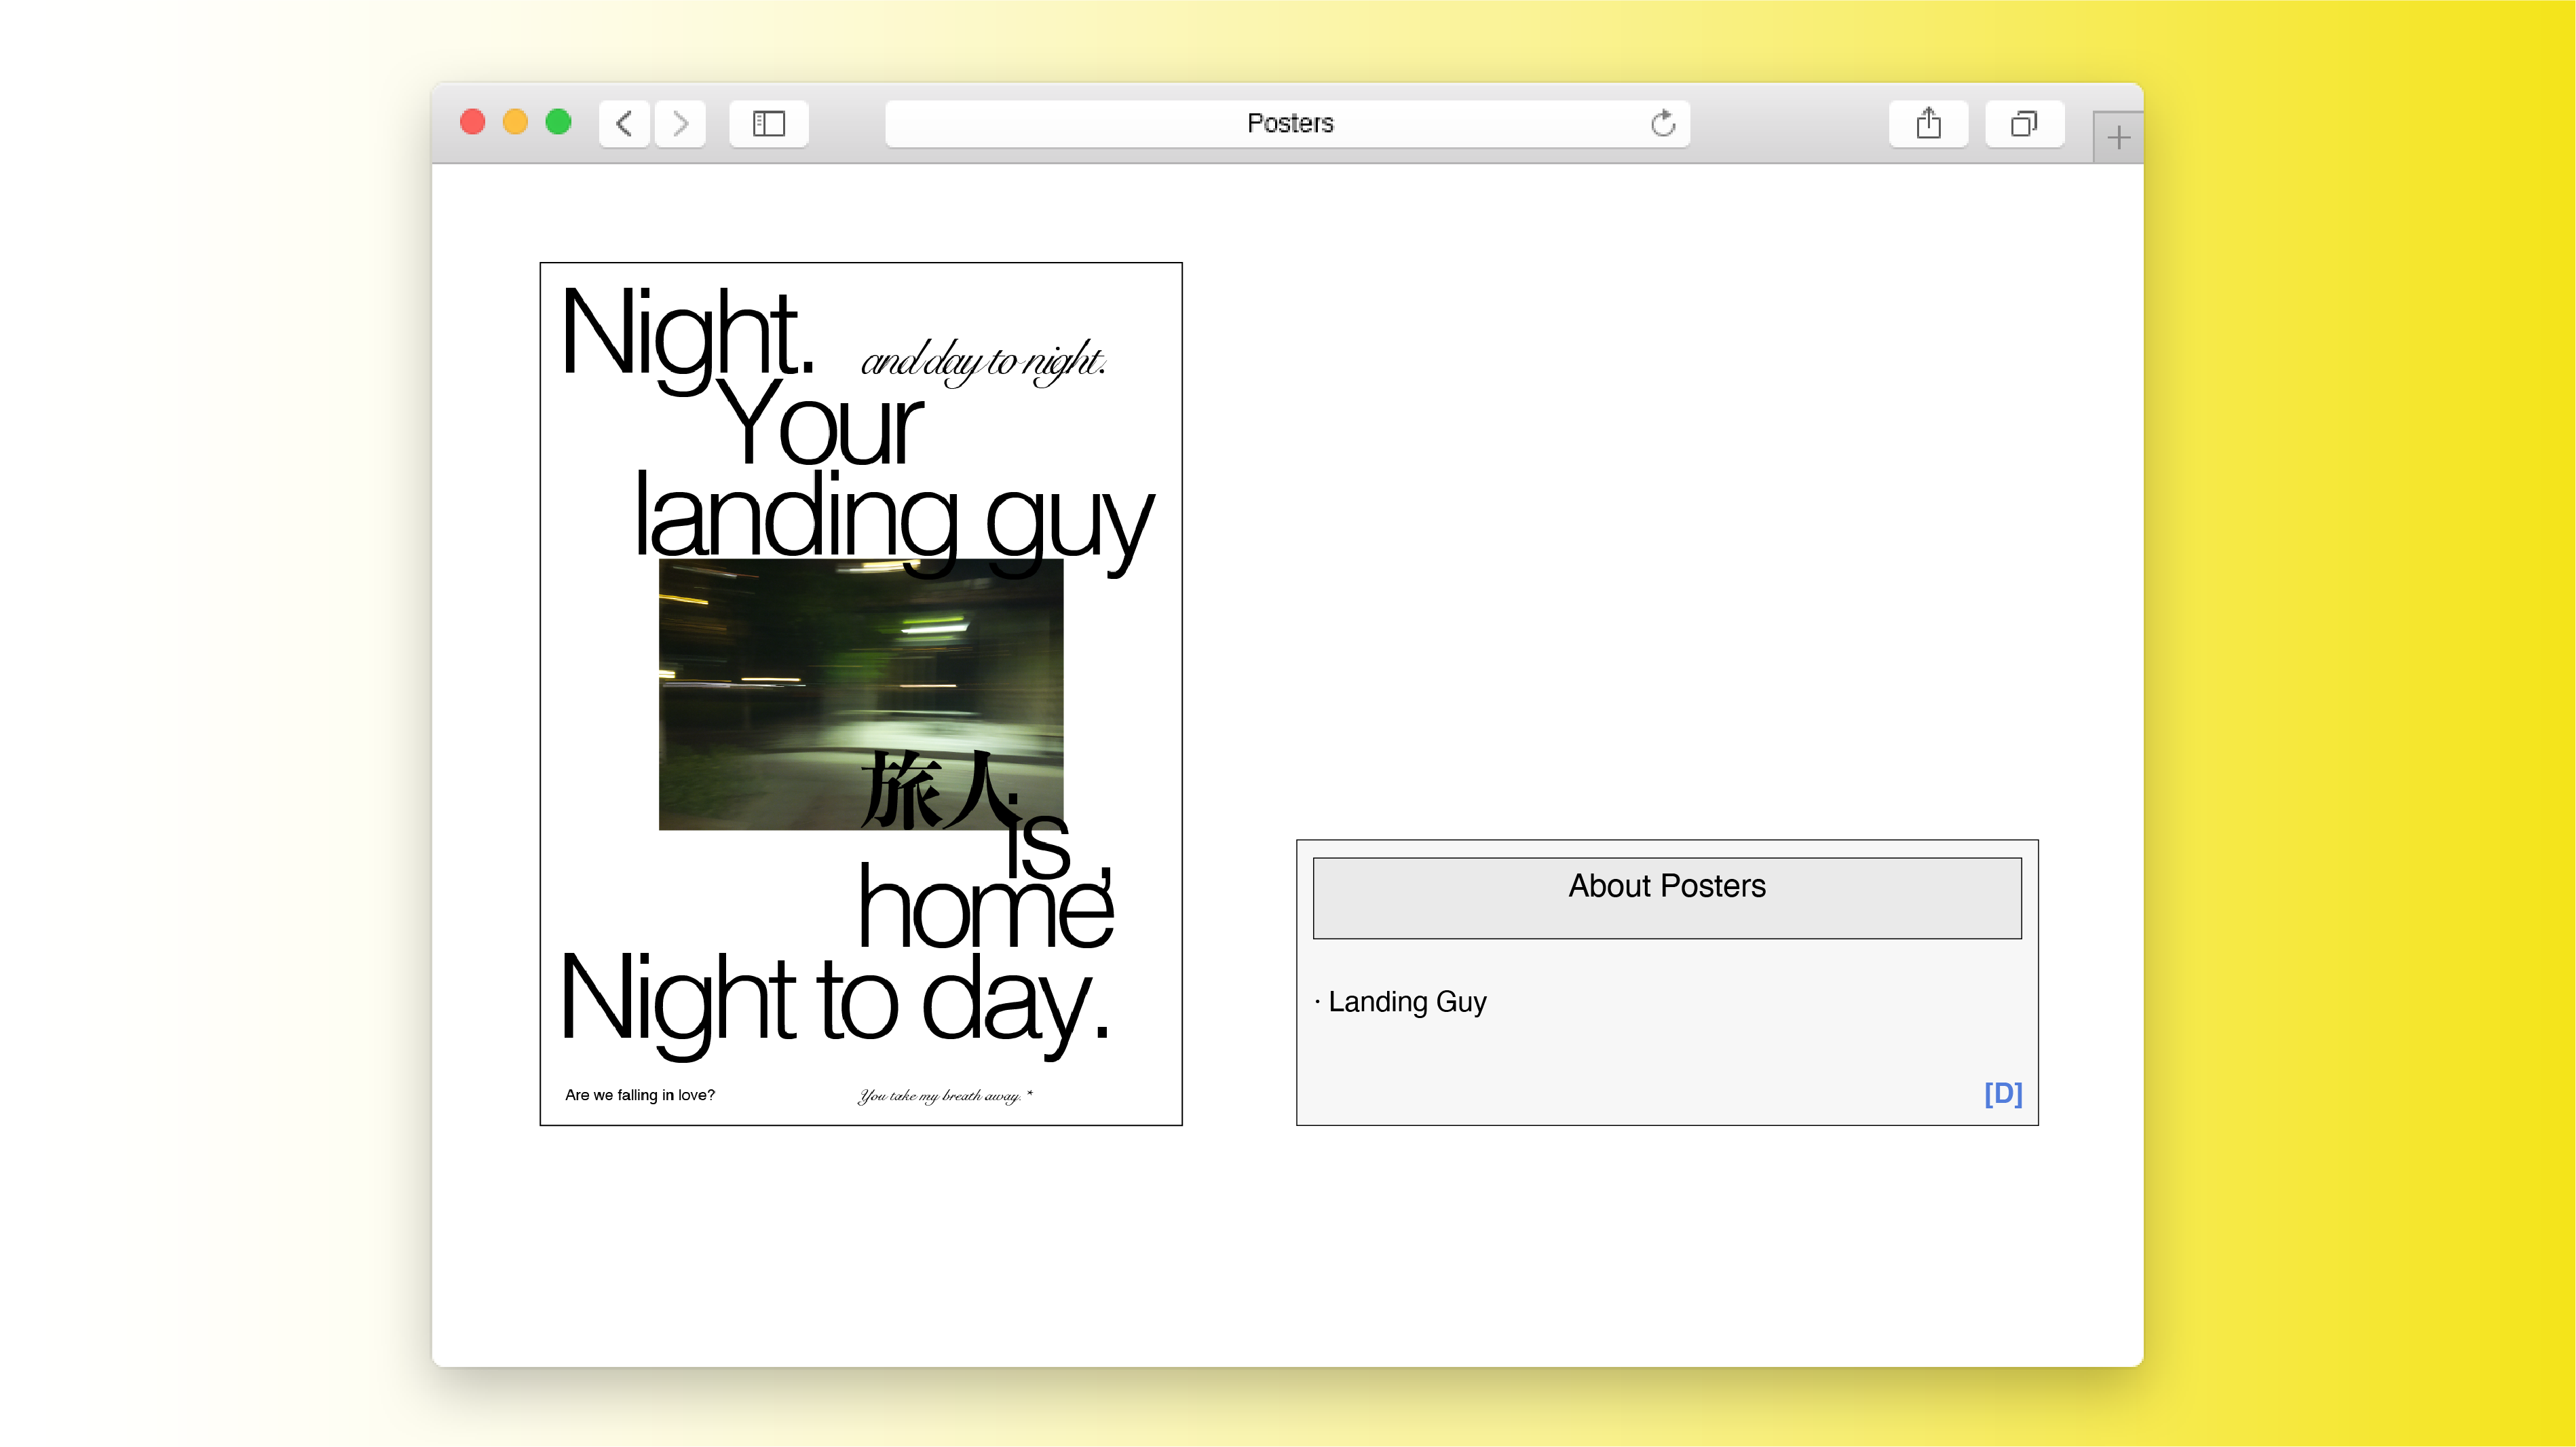 Posters
Night.
and day to night.
Your
landing guy
旅人
is ,
home
Night to day.
Are we falling in love?
You take my breath away. *
About Posters
· Landing Guy
[D]